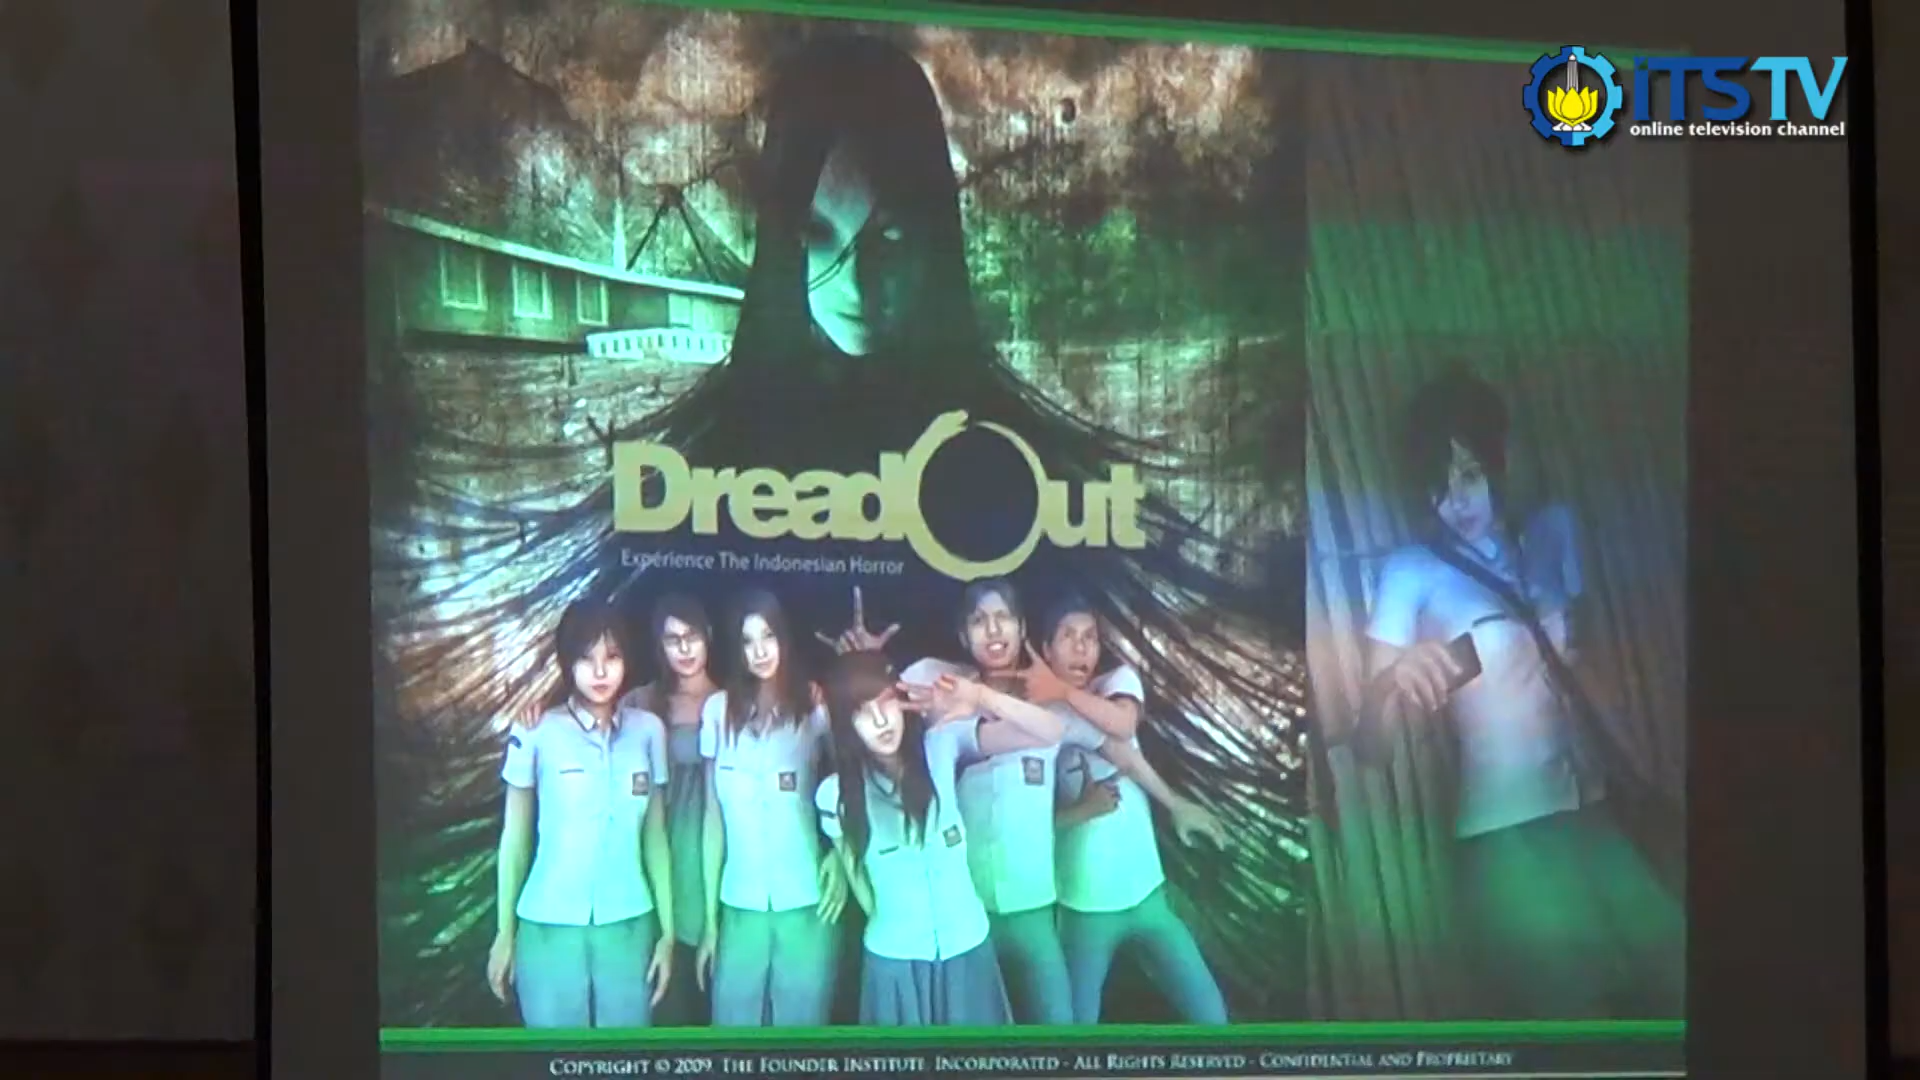 iTS TV
online television channel
DreadOut
Experience The Indonesian Horror
COPYRIGHT © 2009, THE FOUNDER INSTITUTE, INCORPORATED - ALL RIGHTS RESERVED - CONFIDENTIAL AND PROPRIETARY